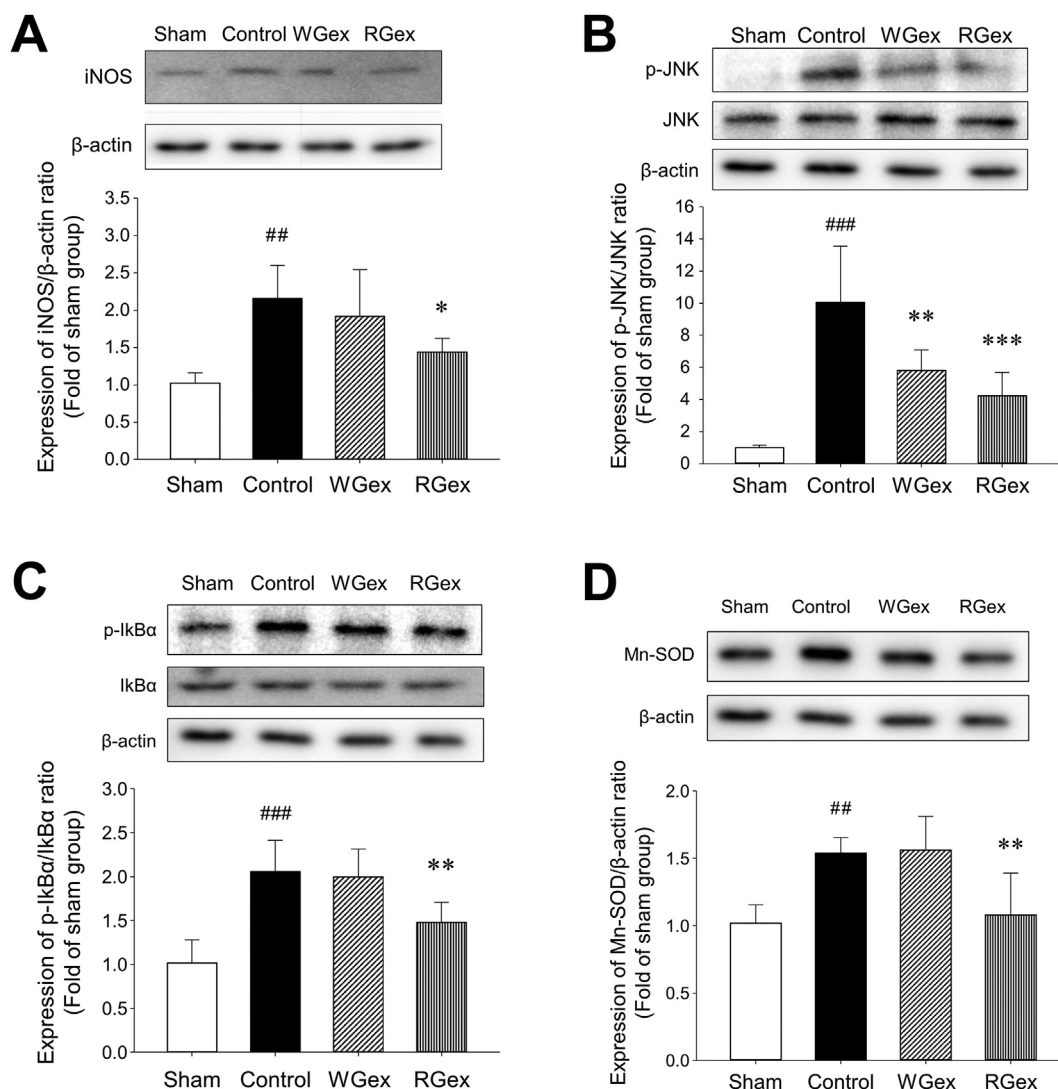 A
Sham Control WGex RGex
iNOS
β-actin
Expression of iNOS/β-actin ratio
(Fold of sham group)
3.5
3.0
2.5
2.0
1.5
1.0
0.5
0.0
##
*
Sham Control WGex RGex
B
Sham Control WGex RGex
p-JNK
JNK
β-actin
Expression of p-JNK/JNK ratio
(Fold of sham group)
16
14
12
10
8
6
4
2
0
###
**
***
Sham Control WGex RGex
C
Sham Control WGex RGex
p-IkBα
IkBα
β-actin
Expression of p-IkBα/IkBα ratio
(Fold of sham group)
3.0
2.5
2.0
1.5
1.0
0.5
0.0
###
**
Sham Control WGex RGex
D
Sham Control WGex RGex
Mn-SOD
β-actin
Expression of Mn-SOD/β-actin ratio
(Fold of sham group)
2.0
1.5
1.0
0.5
0.0
##
**
Sham Control WGex RGex